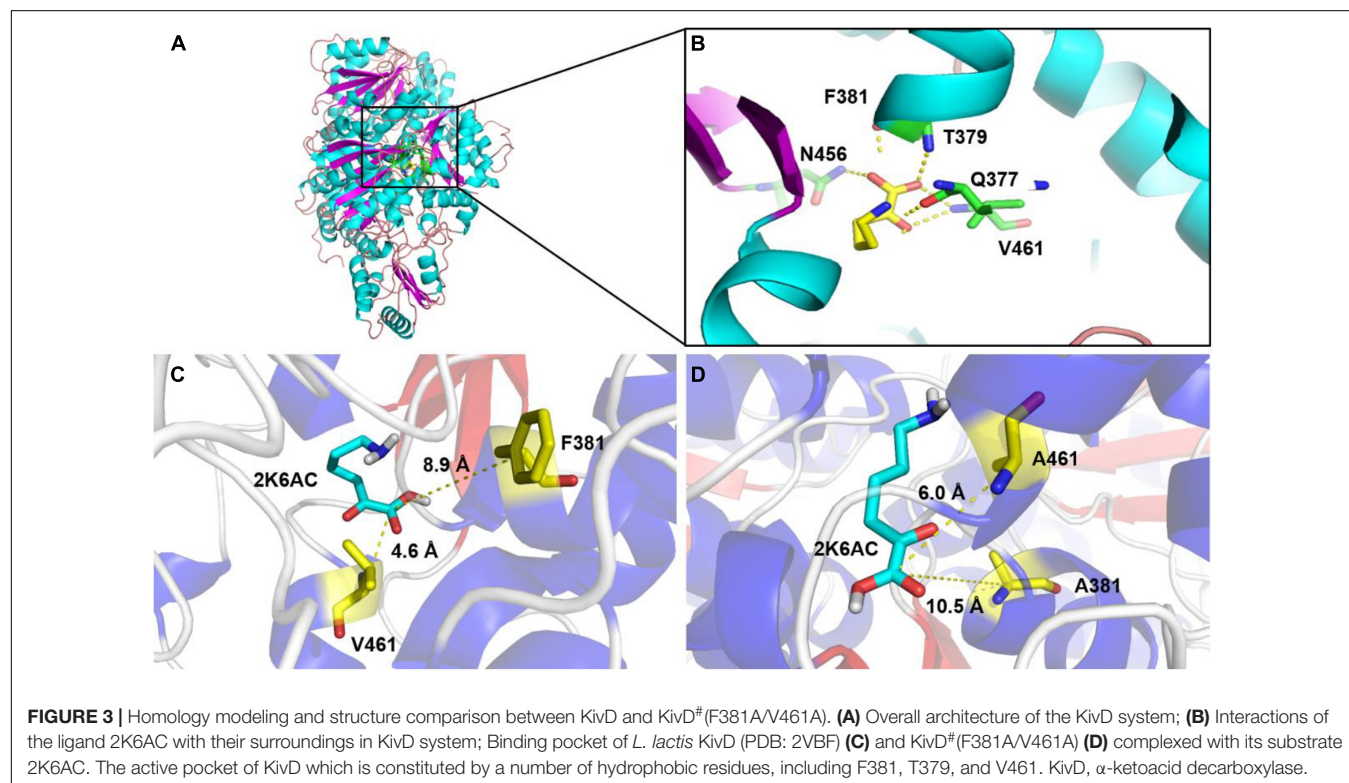 A
B
F381
T379
N456
Q377
V461
C
F381
8.9 Å
2K6AC
4.6 Å
V461
D
A461
6.0 Å
2K6AC
A381
10.5 Å
FIGURE 3 | Homology modeling and structure comparison between KivD and KivD#(F381A/V461A). (A) Overall architecture of the KivD system; (B) Interactions of
the ligand 2K6AC with their surroundings in KivD system; Binding pocket of L. lactis KivD (PDB: 2VBF) (C) and KivD#(F381A/V461A) (D) complexed with its substrate
2K6AC. The active pocket of KivD which is constituted by a number of hydrophobic residues, including F381, T379, and V461. KivD, α-ketoacid decarboxylase.